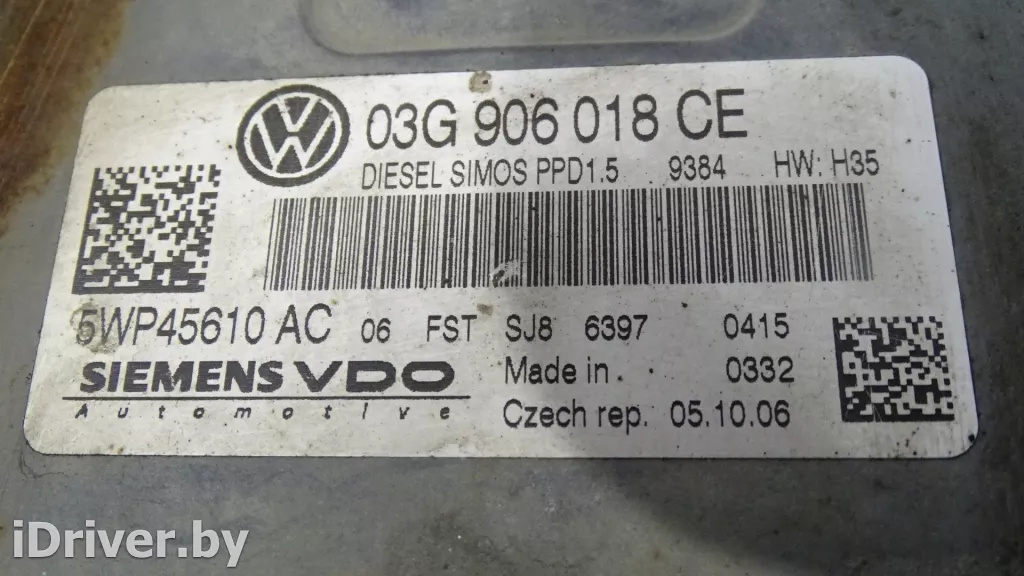 03G 906 018 CE
DIESEL SIMOS PPD1.5 9384 HW: H35
5WP45610 AC 06 FST SJ8 6397 0415
SIEMENS VDO Made in. 0332
Automotive Czech rep. 05.10.06
iDriver.by